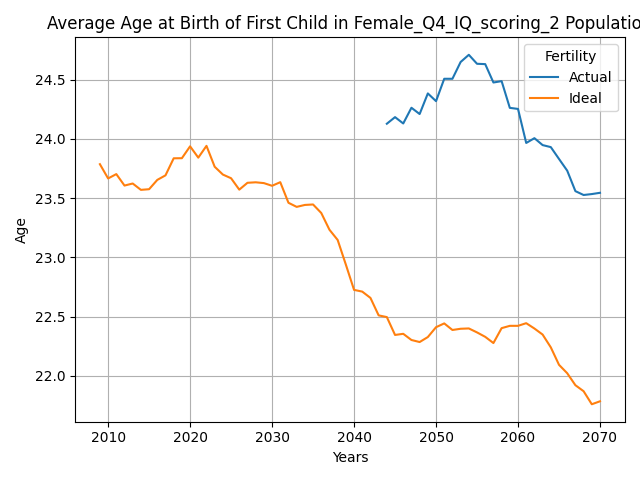 Average Age at Birth of First Child in Female_Q4_IQ_scoring_2 Populatio
Fertility
Actual
Ideal
24.5
24.0
23.5
23.0
22.5
22.0
Age
2010 2020 2030 2040 2050 2060 2070
Years